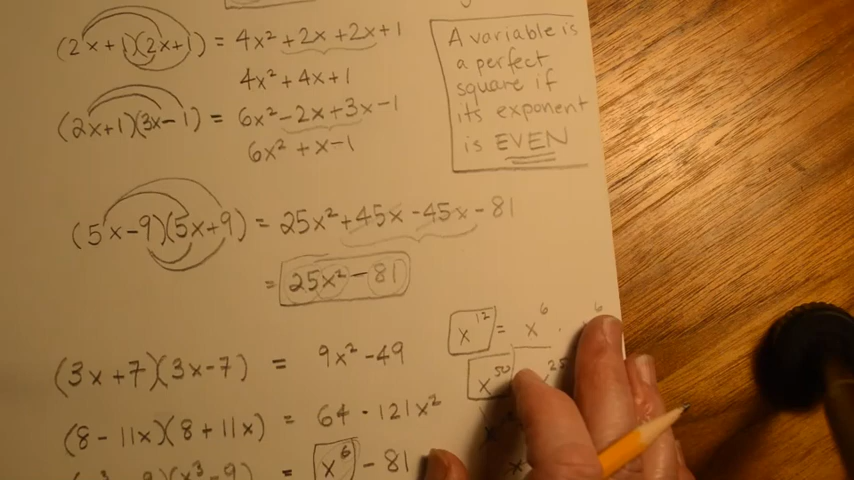 (2x+1)(2x+1) = 4x² +2x +2x +1
4x² +4x +1
(2x+1)(3x−1) = 6x² −2x +3x −1
6x² + x −1
(5x−9)(5x+9) = 25x² +45x −45x −81
= 25x² − 81
(3x+7)(3x−7) = 9x² −49
(8−11x)(8+11x) = 64 − 121x²
= x⁶ − 81
A variable is
a perfect
square if
its exponent
is EVEN
x¹² = x⁶ ·
x⁵⁰